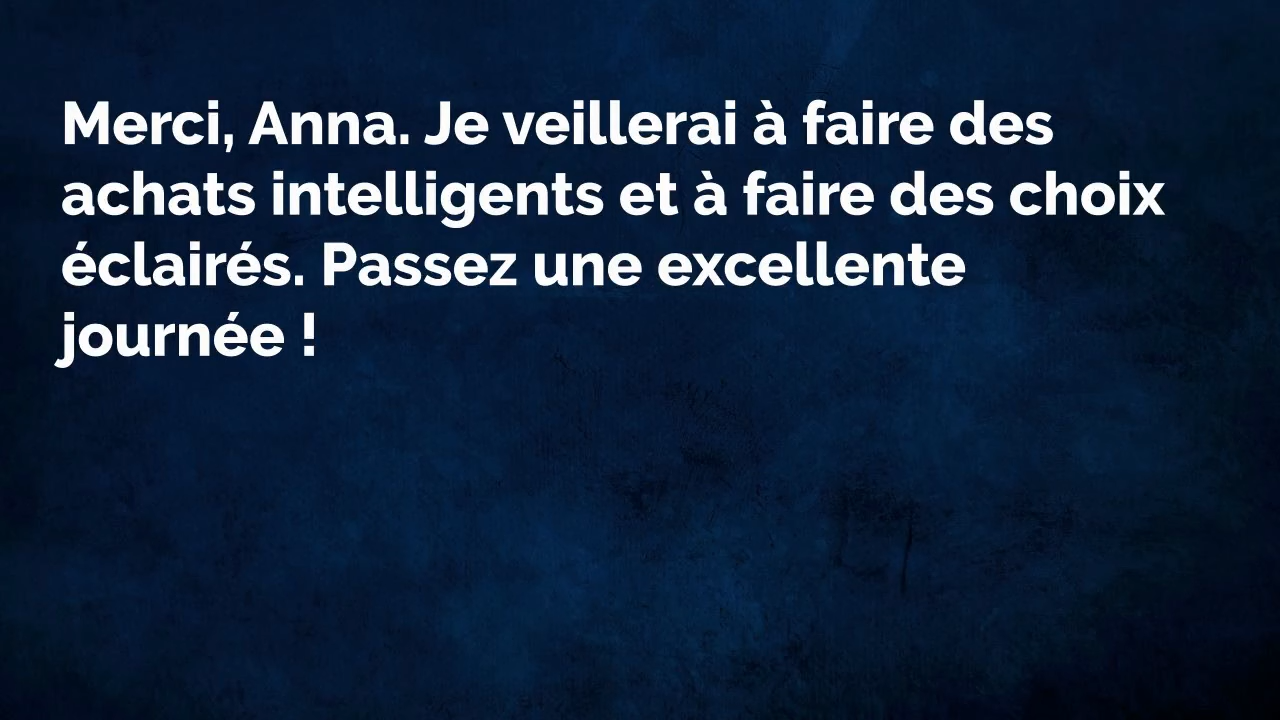 Merci, Anna. Je veillerai à faire des
achats intelligents et à faire des choix
éclairés. Passez une excellente
journée !